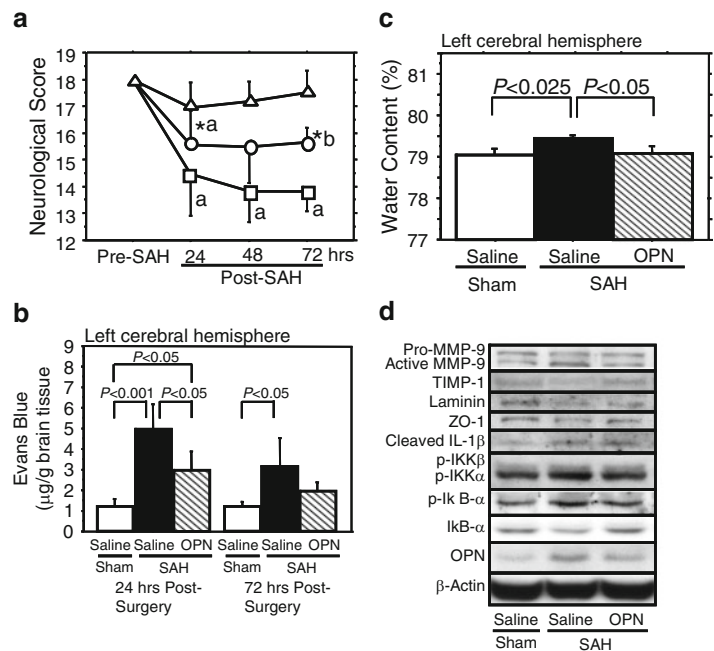 a
Neurological Score
19
18
17
16
15
14
13
12
*a
*b
a
a
a
Pre-SAH 24 48 72 hrs
Post-SAH
b
Left cerebral hemisphere
Evans Blue
(μg/g brain tissue
9
8
7
6
5
4
3
2
1
0
P<0.05
P<0.001 P<0.05
P<0.05
Saline Saline OPN Saline Saline OPN
Sham SAH Sham SAH
24 hrs Post-
Surgery
72 hrs Post-
Surgery
c
Left cerebral hemisphere
Water Content (%)
81
80
79
78
77
P<0.025 P<0.05
Saline Saline OPN
Sham SAH
d
Pro-MMP-9
Active MMP-9
TIMP-1
Laminin
ZO-1
Cleaved IL-1β
p-IKKβ
p-IKKα
p-Ik B-α
IkB-α
OPN
β-Actin
Saline Saline OPN
Sham SAH